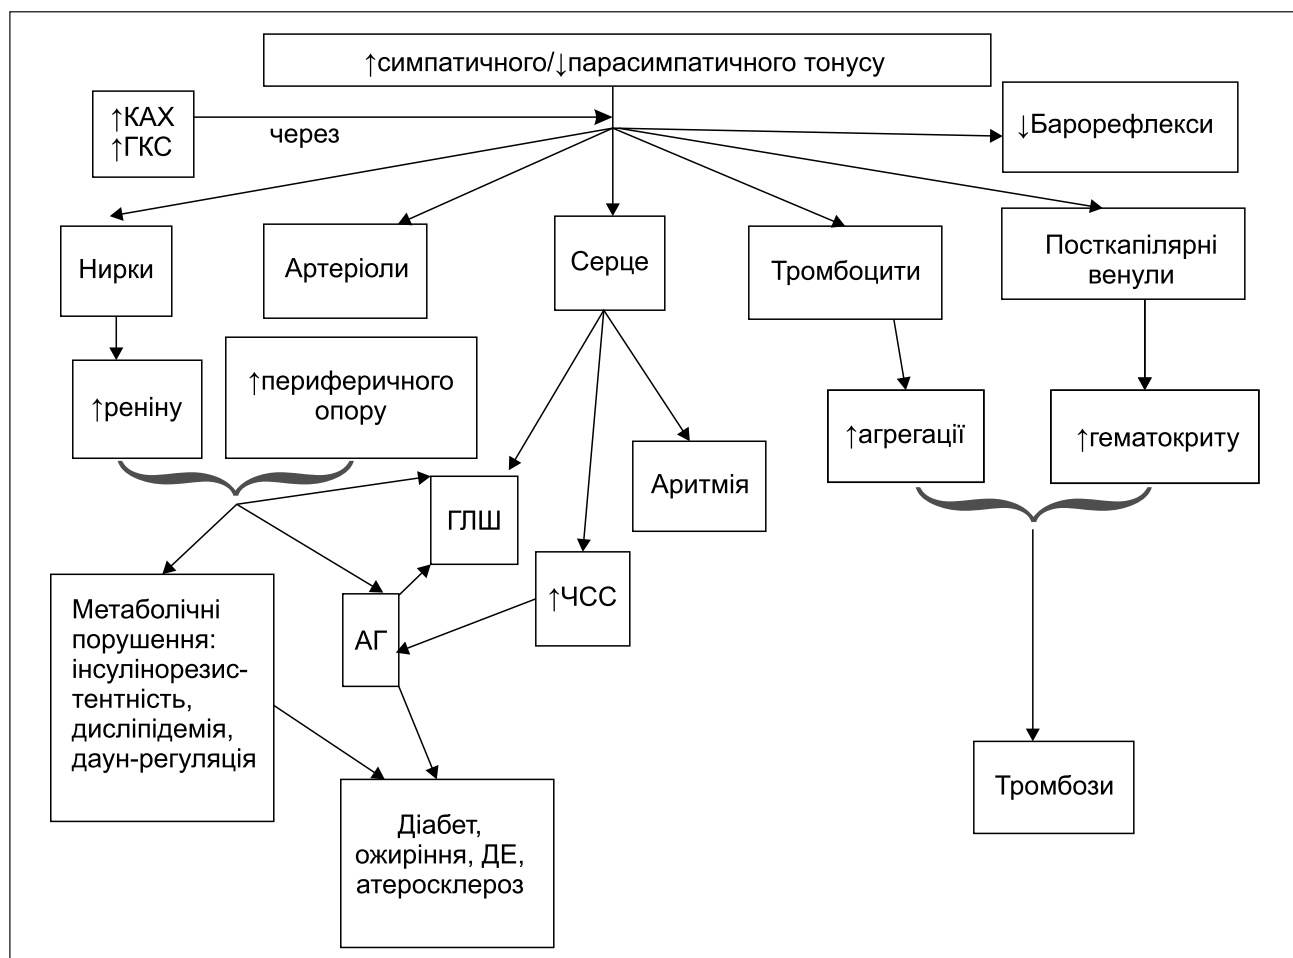 ↑симпатичного/↓парасимпатичного тонусу
↑КАХ
↑ГКС
через
↓Барорефлекси
Нирки
Артеріоли
Серце
Тромбоцити
Посткапілярні
венули
↑реніну
↑периферичного
опору
↑агрегації
↑гематокриту
Аритмія
ГЛШ
↑ЧСС
АГ
Метаболічні
порушення:
інсулінорезис-
тентність,
дисліпідемія,
даун-регуляція
Тромбози
Діабет,
ожиріння, ДЕ,
атеросклероз